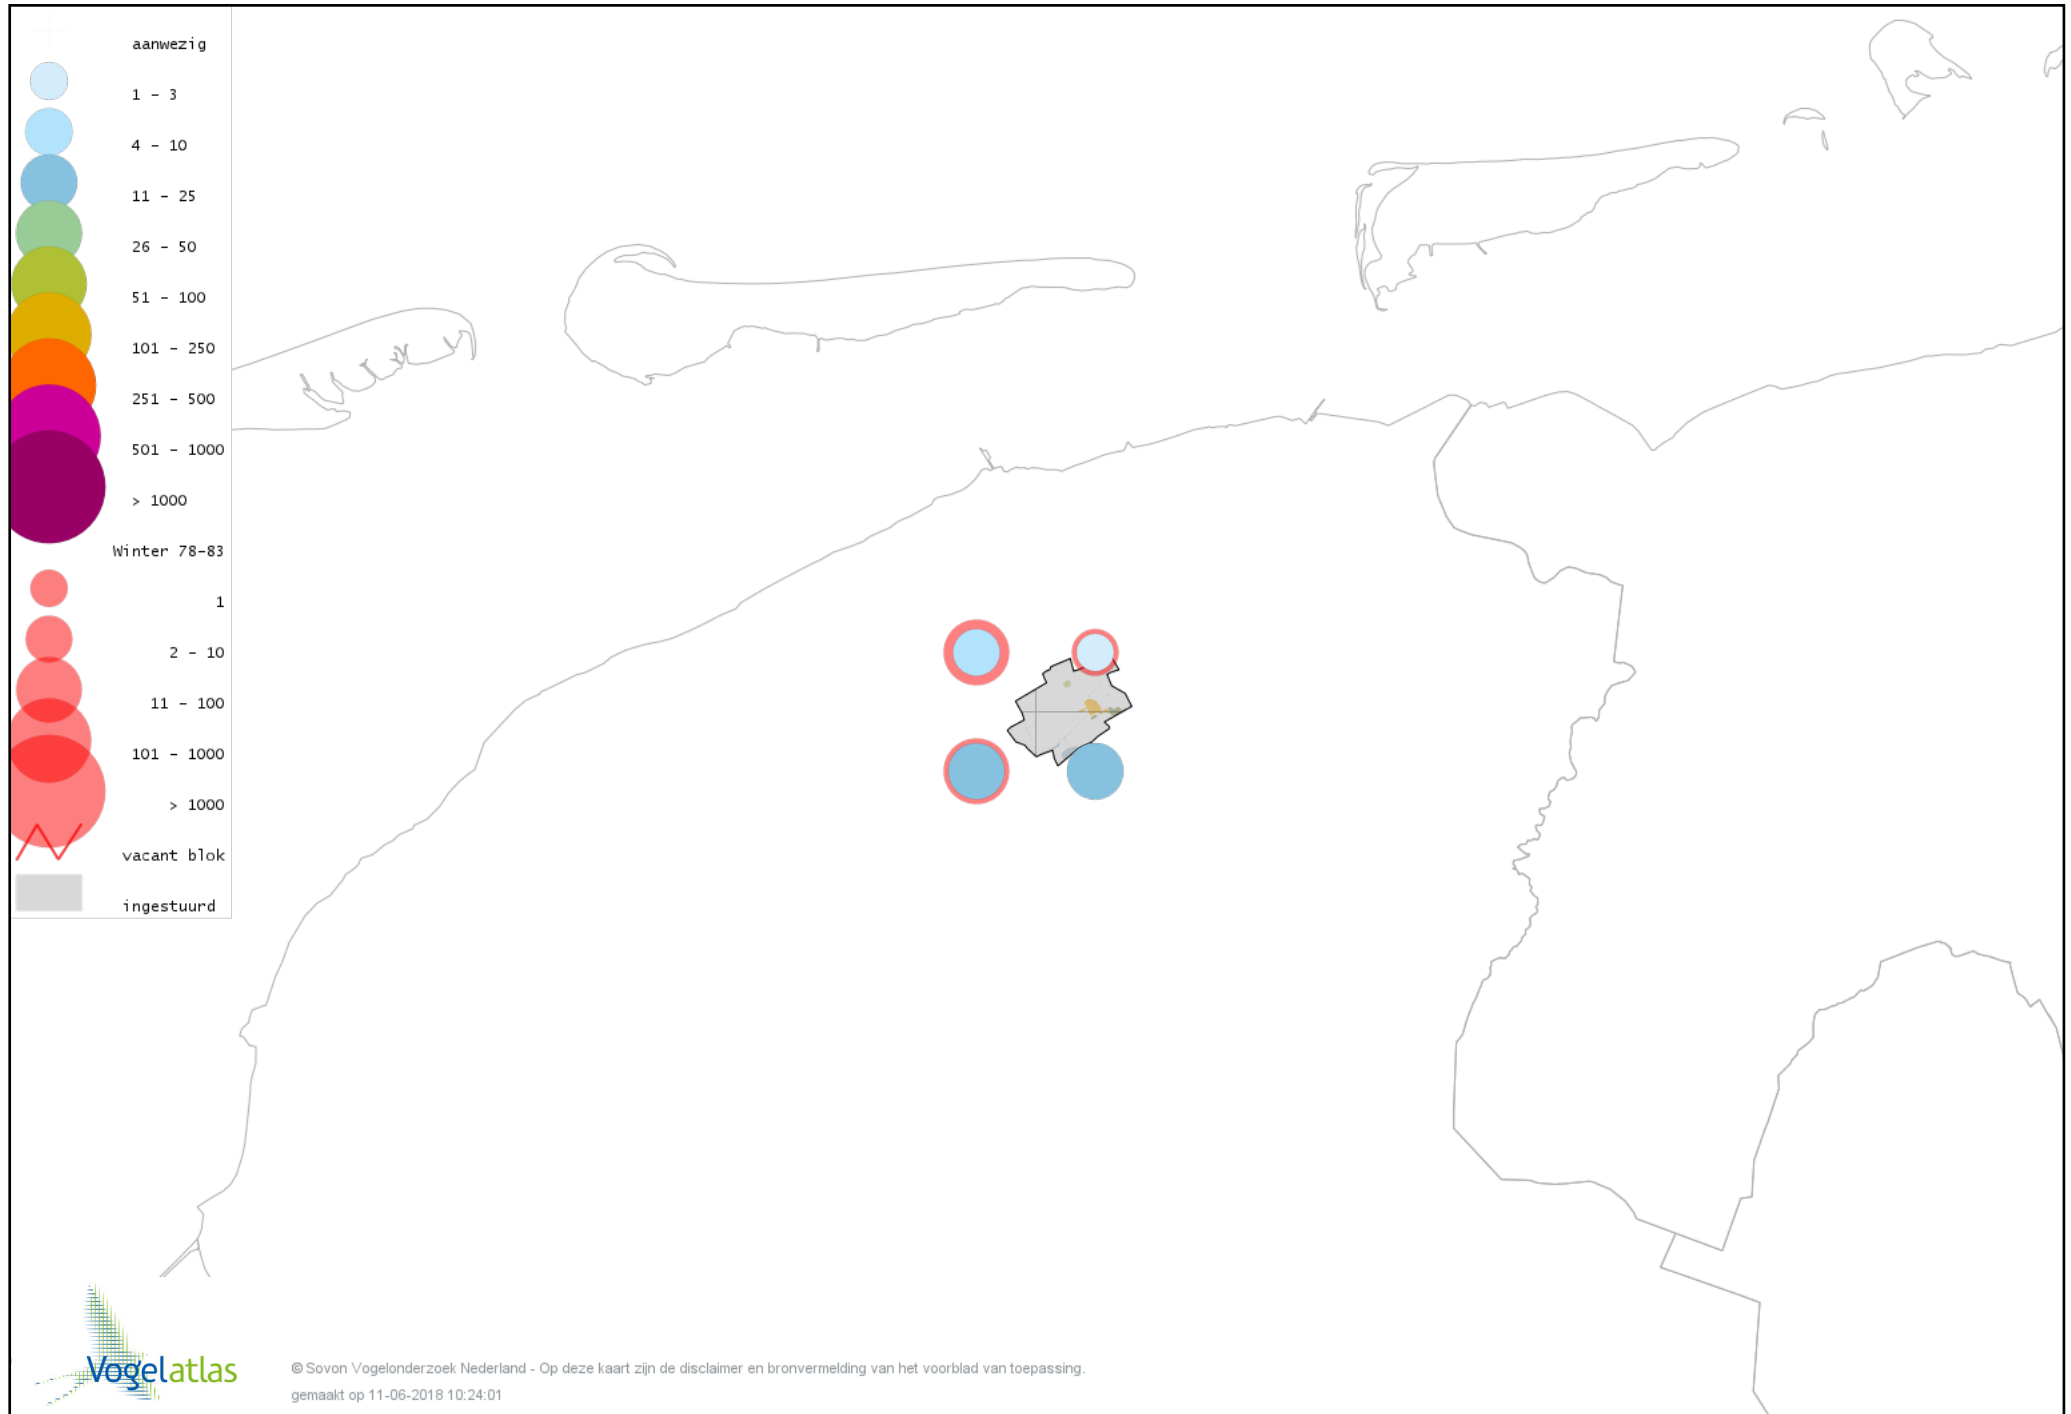 aanwezig
1 – 3
4 – 10
11 – 25
26 – 50
51 – 100
101 – 250
251 – 500
501 – 1000
> 1000
Winter 78-83
1
2 – 10
11 – 100
101 – 1000
> 1000
vacant blok
ingestuurd
Vogelatlas
© Sovon Vogelonderzoek Nederland - Op deze kaart zijn de disclaimer en bronvermelding van het voorblad van toepassing.
gemaakt op 11-06-2018 10:24:01